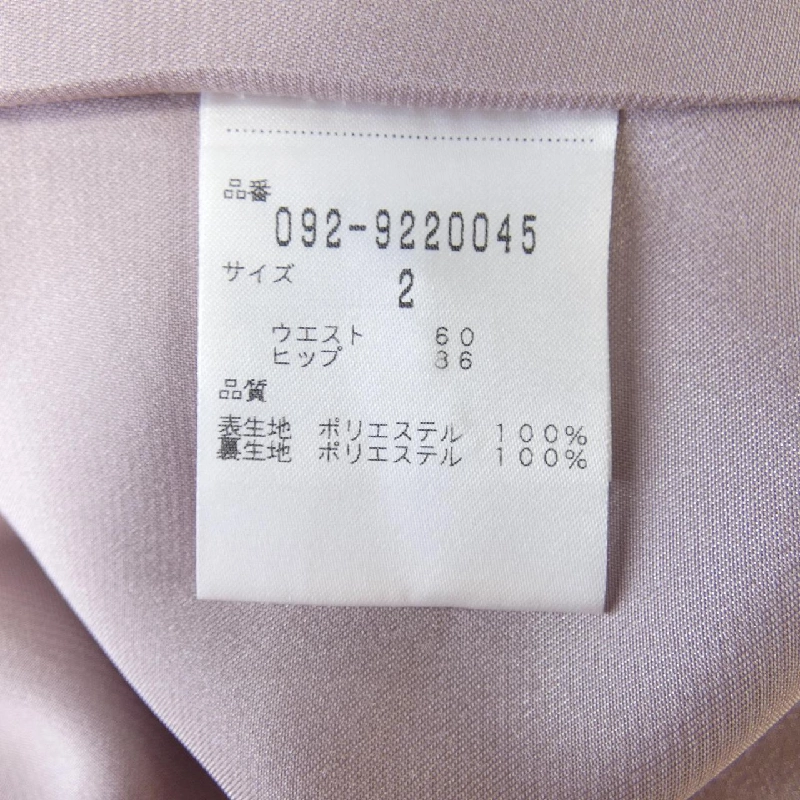 品番
092-9220045
サイズ
2
ウエスト 60
ヒップ 86
品質
表生地 ポリエステル 100%
裏生地 ポリエステル 100%